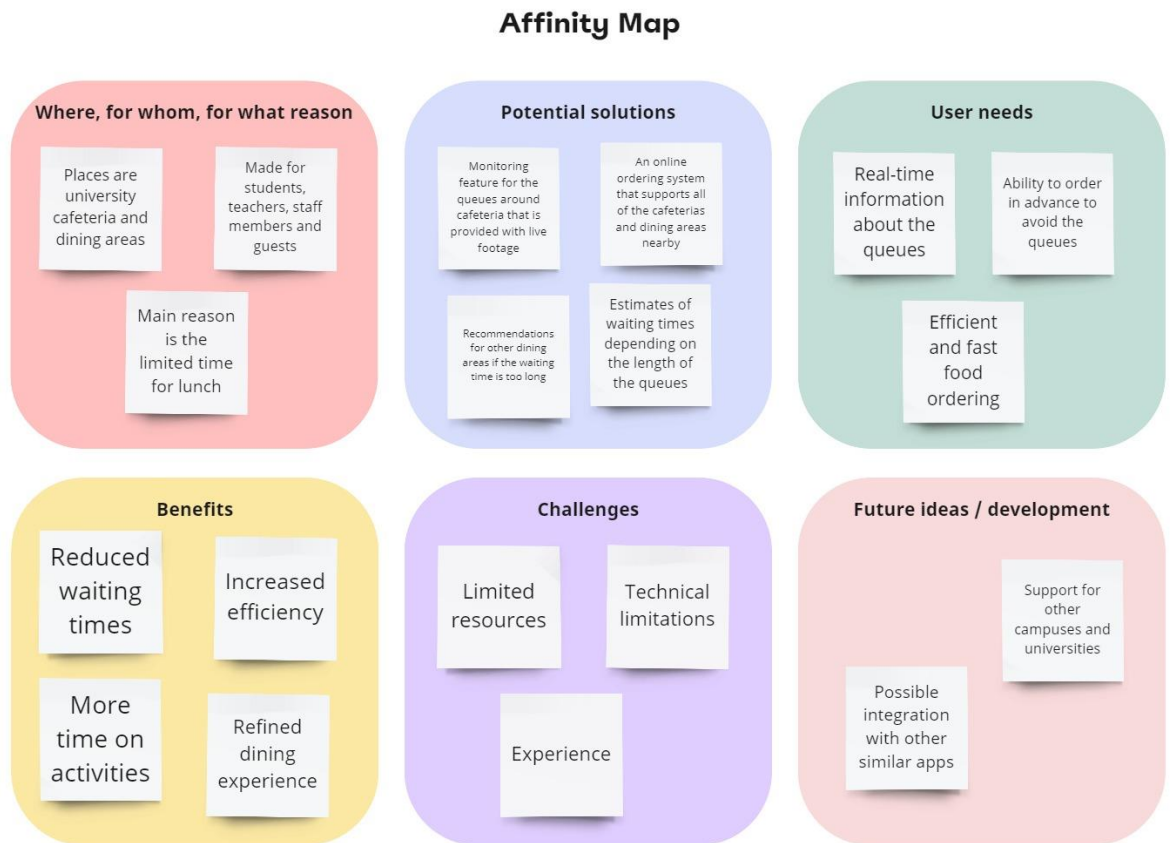 Affinity Map
Where, for whom, for what reason
Places are
university
cafeteria and
dining areas
Made for
students,
teachers, staff
members and
guests
Main reason
is the
limited time
for lunch
Potential solutions
Monitoring
feature for the
queues around
cafeteria that is
provided with live
footage
An online
ordering system
that supports all
of the cafeterias
and dining areas
nearby
Recommendations
for other dining
areas if the waiting
time is too long
Estimates of
waiting times
depending on
the length of
the queues
User needs
Real-time
information
about the
queues
Ability to order
in advance to
avoid the
queues
Efficient
and fast
food
ordering
Benefits
Reduced
waiting
times
Increased
efficiency
More
time on
activities
Refined
dining
experience
Challenges
Limited
resources
Technical
limitations
Experience
Future ideas / development
Support for
other
campuses and
universities
Possible
integration
with other
similar apps